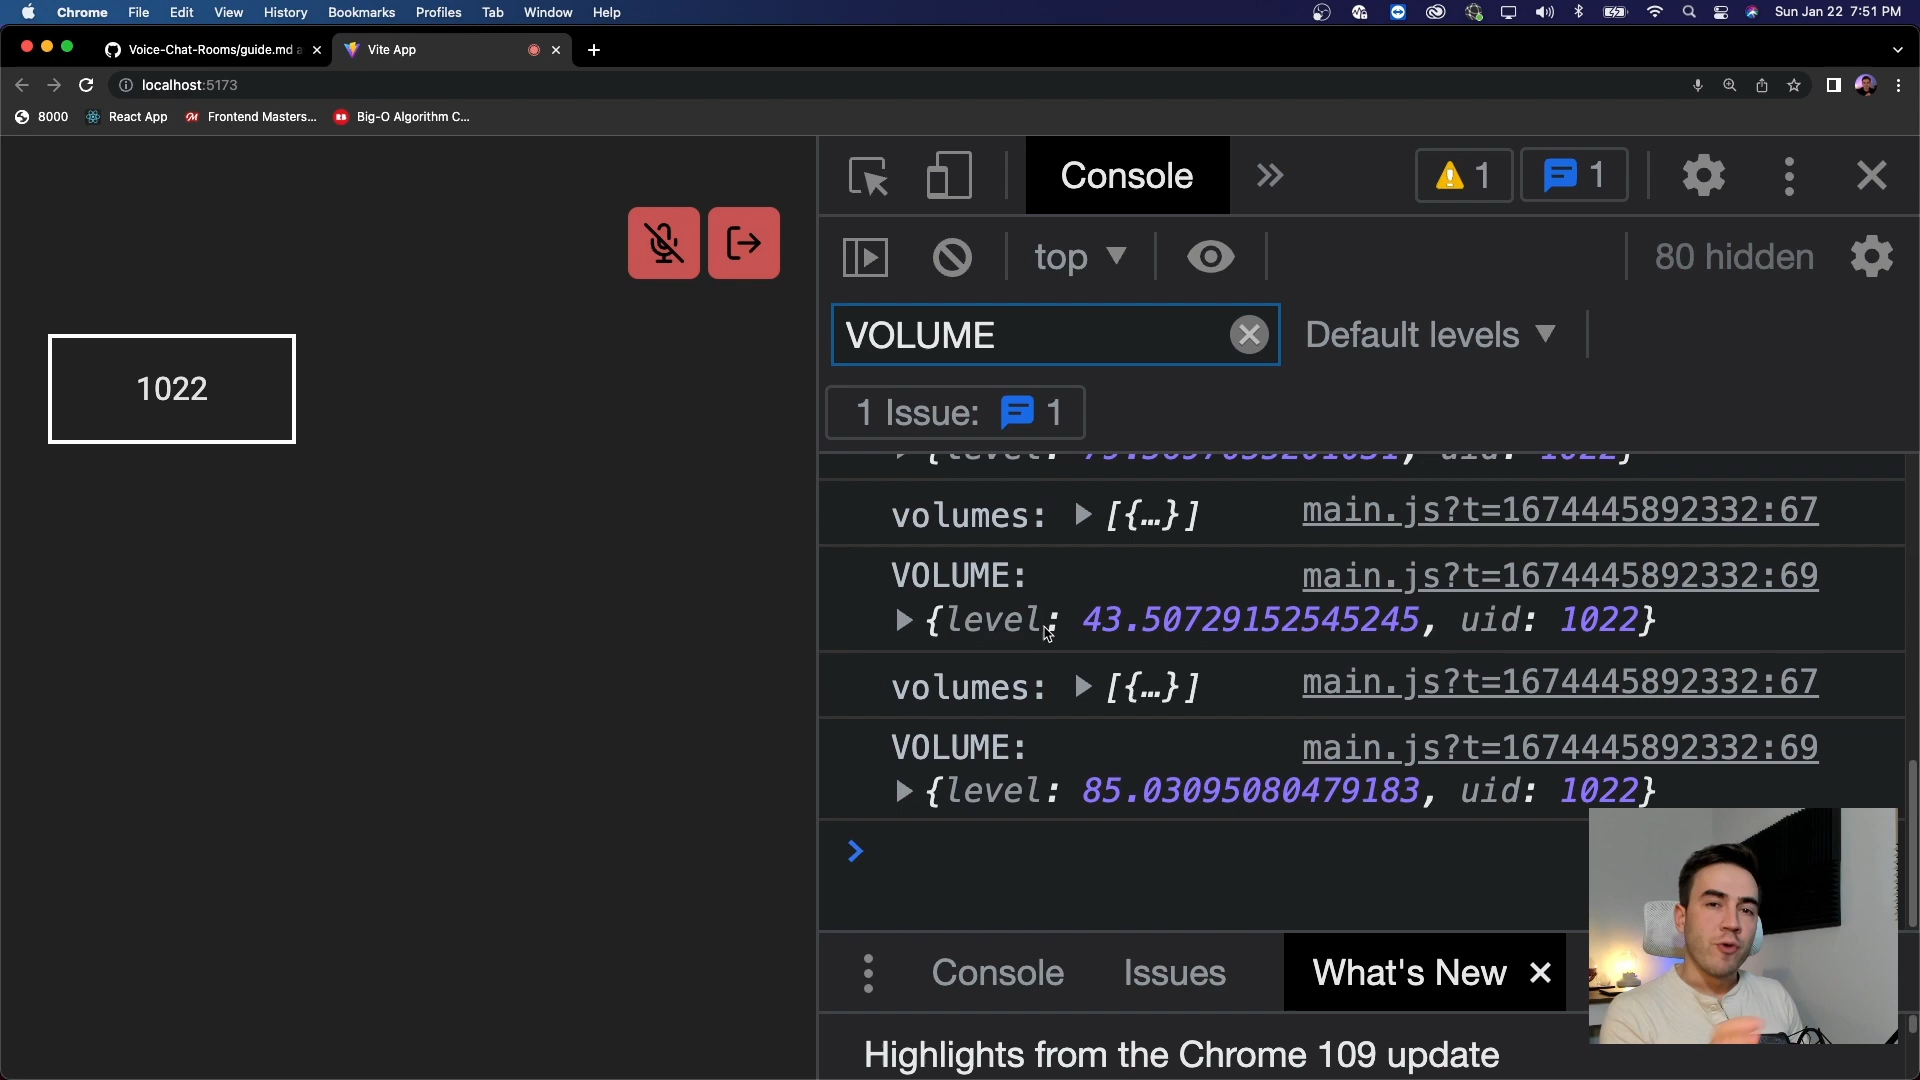 Chrome File Edit View History Bookmarks Profiles Tab Window Help Sun Jan 22 7:51 PM
Voice-Chat-Rooms/guide.md a Vite App
localhost:5173
8000 React App Frontend Masters... Big-O Algorithm C...
Console 1 1
top 80 hidden
VOLUME Default levels
1 Issue: 1
1022
volumes: [{…}] main.js?t=1674445892332:67
VOLUME: main.js?t=1674445892332:69
{level: 43.50729152545245, uid: 1022}
volumes: [{…}] main.js?t=1674445892332:67
VOLUME: main.js?t=1674445892332:69
{level: 85.03095080479183, uid: 1022}
Console Issues What's New
Highlights from the Chrome 109 update